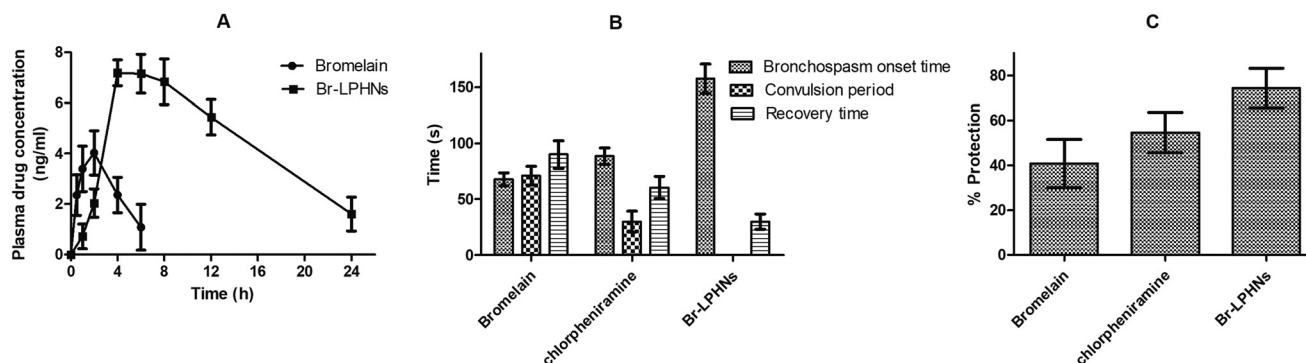 A
Plasma drug concentration
(ng/ml)
8
6
4
2
0
0
4
8
12
16
20
24
Time (h)
Bromelain
Br-LPHNs
B
Time (s)
150
100
50
0
Bronchospasm onset time
Convulsion period
Recovery time
Bromelain
chlorpheniramine
Br-LPHNs
C
% Protection
80
60
40
20
0
Bromelain
chlorpheniramine
Br-LPHNs